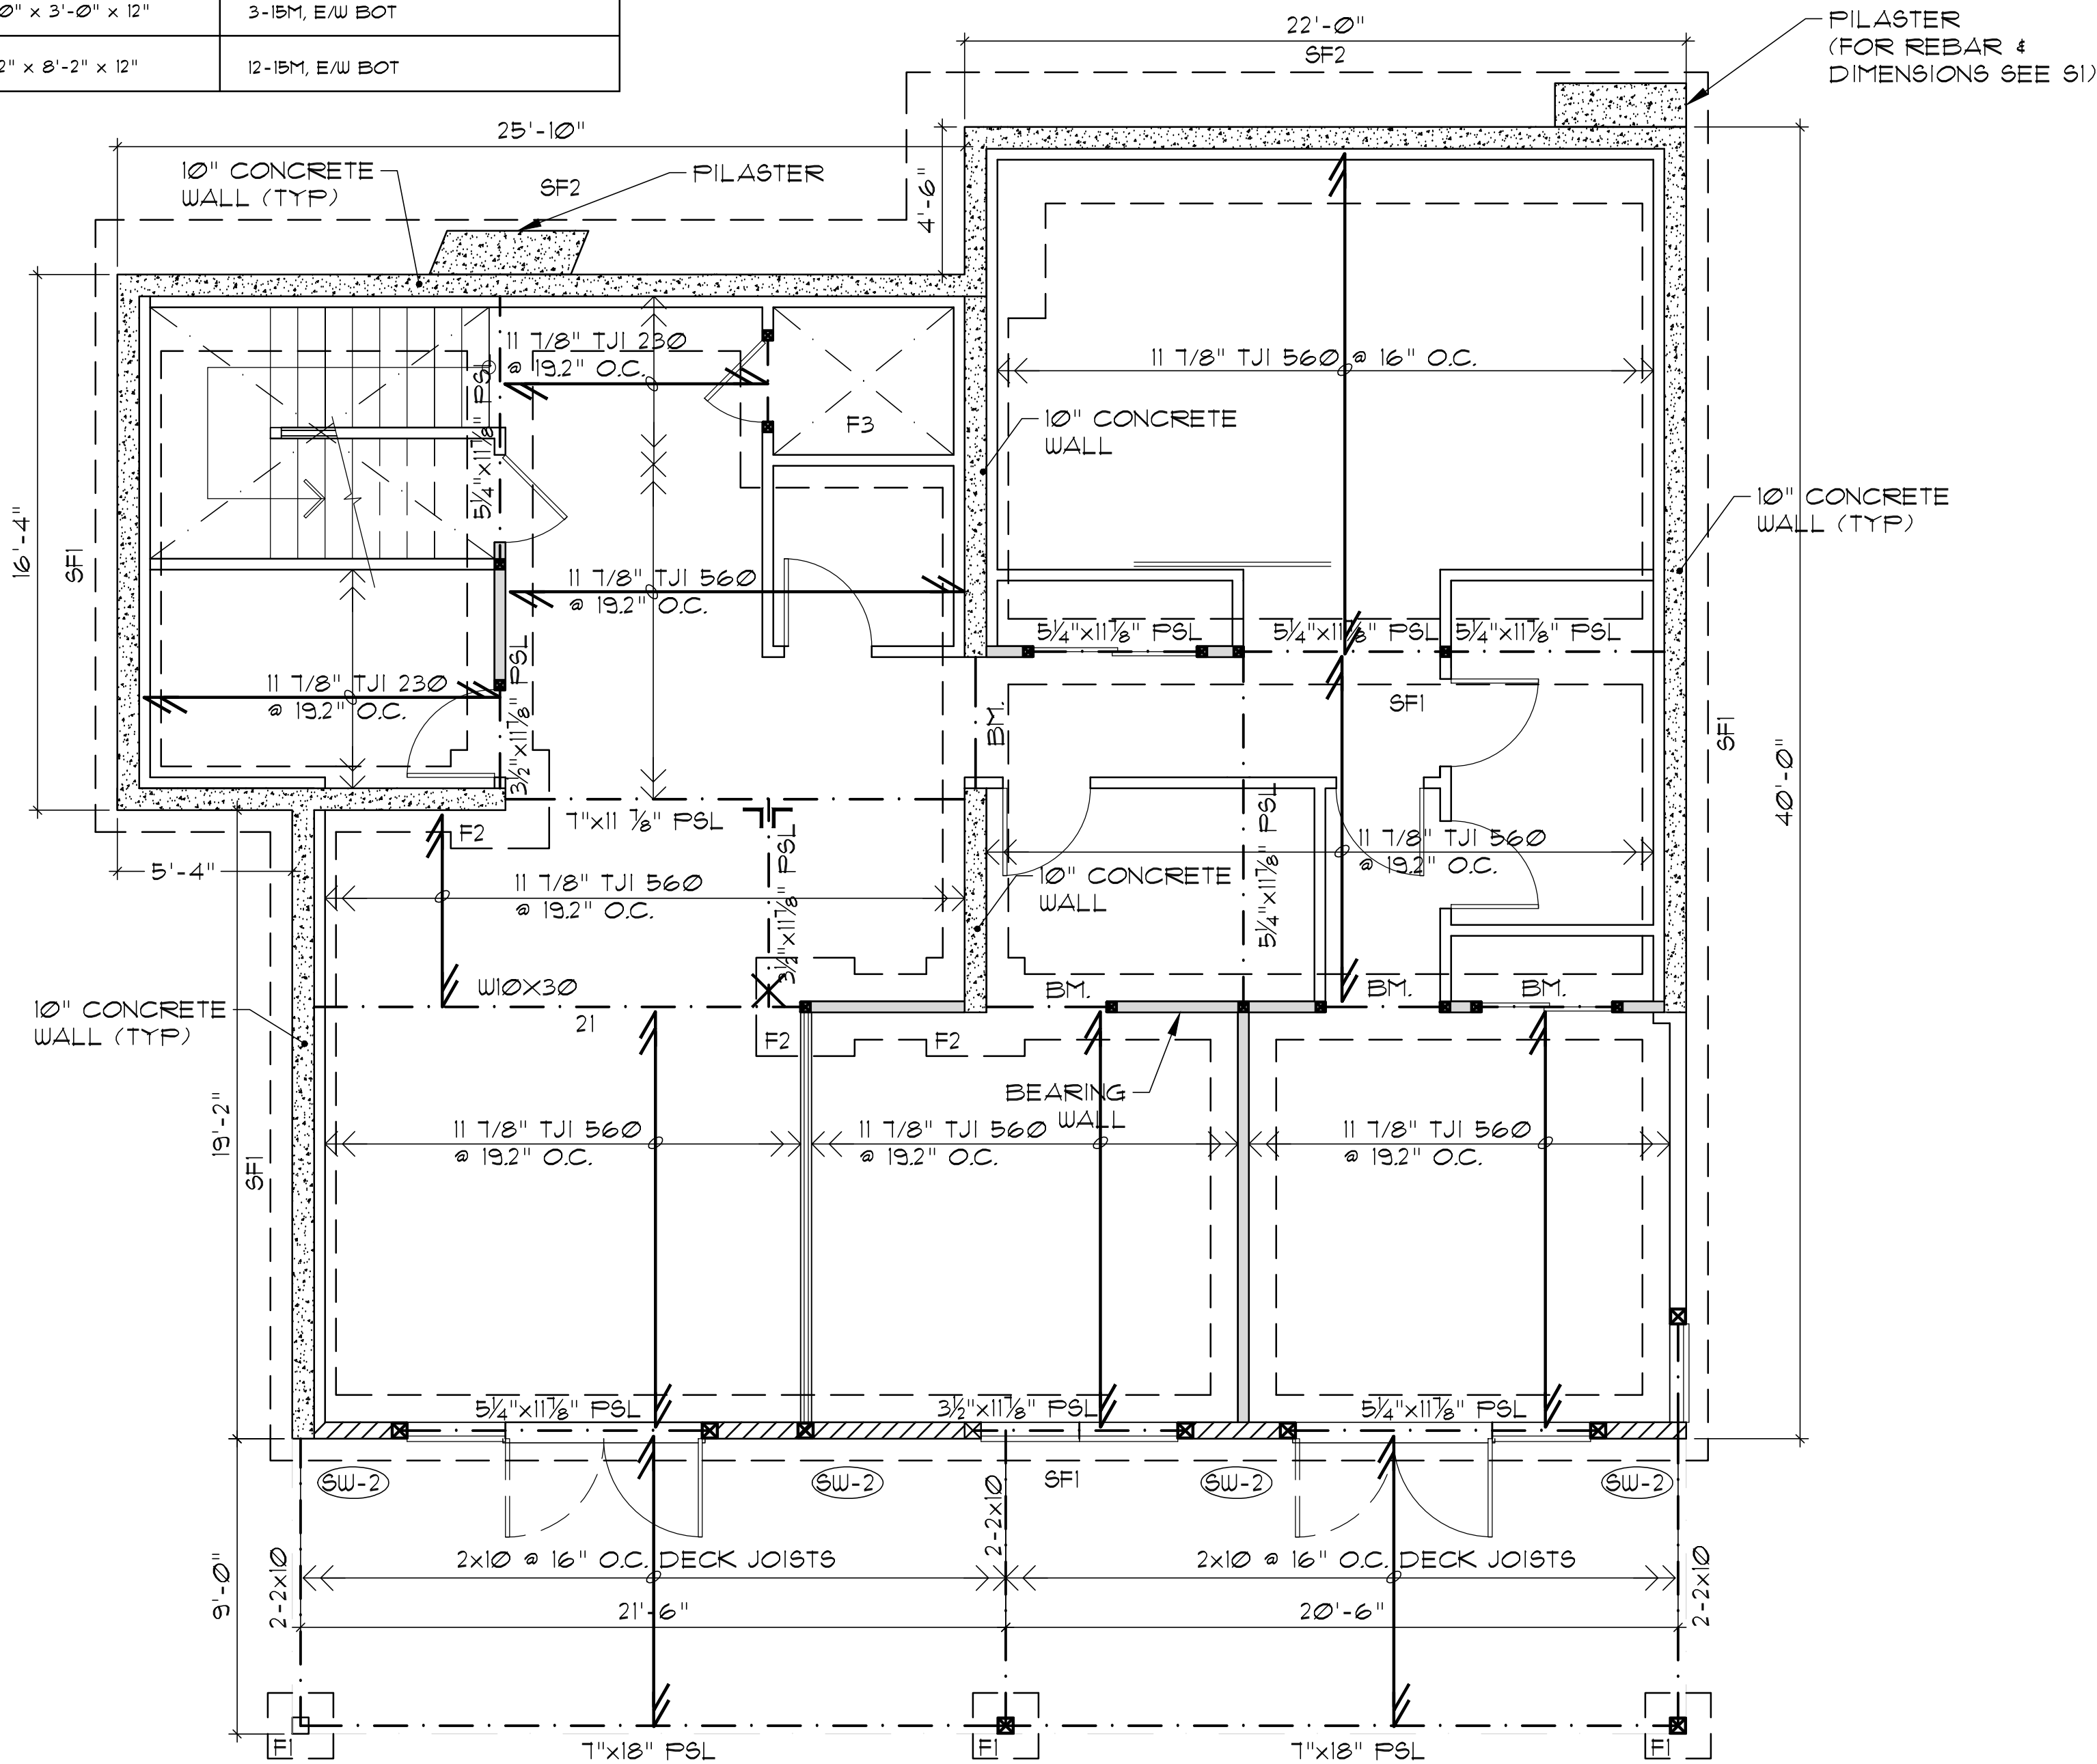 0" x 3'-0" x 12"
3-15M, E/W BOT
2" x 8'-2" x 12"
12-15M, E/W BOT
22'-0"
SF2
PILASTER
(FOR REBAR &
DIMENSIONS SEE S1)
25'-10"
10" CONCRETE
WALL (TYP)
SF2
PILASTER
4'-6"
11 7/8" TJI 230
@ 19.2" O.C.
5¼"x11⅞" PSL
F3
11 7/8" TJI 560 @ 16" O.C.
10" CONCRETE
WALL
10" CONCRETE
WALL (TYP)
16'-4"
SF1
11 7/8" TJI 560
@ 19.2" O.C.
5¼"x11⅞" PSL
5¼"x11⅞" PSL
5¼"x11⅞" PSL
11 7/8" TJI 230
@ 19.2" O.C.
3½"x11⅞" PSL
BM.
SF1
SF1
40'-0"
7"x11 ⅞" PSL
F2
5'-4"
11 7/8" TJI 560
@ 19.2" O.C.
3½"x11⅞" PSL
10" CONCRETE
WALL
5¼"x11⅞" PSL
11 7/8" TJI 560
@ 19.2" O.C.
10" CONCRETE
WALL (TYP)
W10X30
21
BM.
BM.
BM.
F2
F2
BEARING
WALL
19'-2"
SF1
11 7/8" TJI 560
@ 19.2" O.C.
11 7/8" TJI 560
@ 19.2" O.C.
11 7/8" TJI 560
@ 19.2" O.C.
5¼"x11⅞" PSL
3½"x11⅞" PSL
5¼"x11⅞" PSL
SW-2
SW-2
SF1
SW-2
SW-2
9'-0"
2-2x10
2x10 @ 16" O.C. DECK JOISTS
2-2x10
2x10 @ 16" O.C. DECK JOISTS
2-2x10
21'-6"
20'-6"
F1
7"x18" PSL
F1
7"x18" PSL
F1